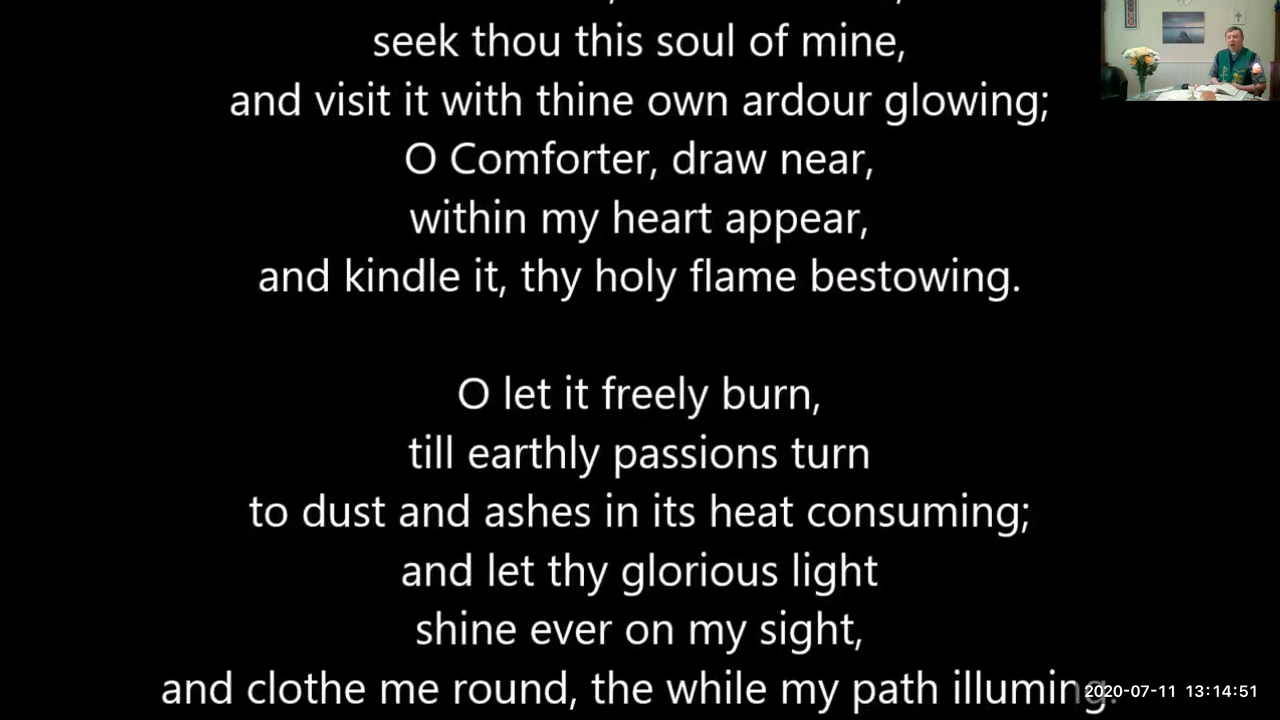 seek thou this soul of mine,
and visit it with thine own ardour glowing;
O Comforter, draw near,
within my heart appear,
and kindle it, thy holy flame bestowing.
O let it freely burn,
till earthly passions turn
to dust and ashes in its heat consuming;
and let thy glorious light
shine ever on my sight,
and clothe me round, the while my path illuming.
2020-07-11 13:14:51